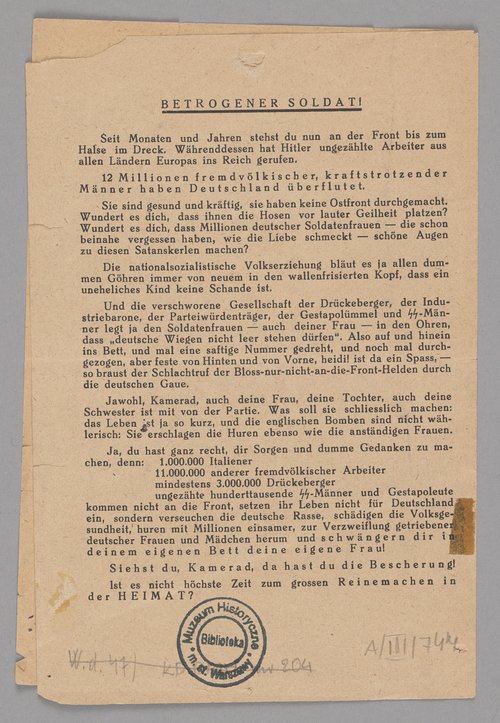 BETROGENER SOLDAT!
Seit Monaten und Jahren stehst du nun an der Front bis zum
Halse im Dreck. Währenddessen hat Hitler ungezählte Arbeiter aus
allen Ländern Europas ins Reich gerufen.
12 Millionen fremdvölkischer, kraftstrotzender
Männer haben Deutschland überflutet.
Sie sind gesund und kräftig, sie haben keine Ostfront durchgemacht.
Wundert es dich, dass ihnen die Hosen vor lauter Geilheit platzen?
Wundert es dich, dass Millionen deutscher Soldatenfrauen — die schon
beinahe vergessen haben, wie die Liebe schmeckt — schöne Augen
zu diesen Satanskerlen machen?
Die nationalsozialistische Volkserziehung bläut es ja allen dum-
men Göhren immer von neuem in den wallenfrisierten Kopf, dass ein
uneheliches Kind keine Schande ist.
Und die verschworene Gesellschaft der Drückeberger, der Indu-
striebarone, der Parteiwürdenträger, der Gestapolümmel und ϟϟ-Män-
ner legt ja den Soldatenfrauen — auch deiner Frau — in den Ohren,
dass „deutsche Wiegen nicht leer stehen dürfen“. Also auf und hinein
ins Bett, und mal eine saftige Nummer gedreht, und noch mal durch-
gezogen, aber feste von Hinten und von Vorne, heidi! ist da ein Spass, —
so braust der Schlachtruf der Bloss-nur-nicht-an-die-Front-Helden durch
die deutschen Gaue.
Jawohl, Kamerad, auch deine Frau, deine Tochter, auch deine
Schwester ist mit von der Partie. Was soll sie schliesslich machen:
das Leben ist ja so kurz, und die englischen Bomben sind nicht wäh-
lerisch: Sie erschlagen die Huren ebenso wie die anständigen Frauen.
Ja, du hast ganz recht, dir Sorgen und dumme Gedanken zu ma-
chen, denn: 1.000.000 Italiener
11.000.000 anderer fremdvölkischer Arbeiter
mindestens 3.000.000 Drückeberger
ungezählte hunderttausende ϟϟ-Männer und Gestapoleute
kommen nicht an die Front, setzen ihr Leben nicht für Deutschland
ein, sondern verseuchen die deutsche Rasse, schädigen die Volksge-
sundheit, huren mit Millionen einsamer, zur Verzweiflung getriebener
deutscher Frauen und Mädchen herum und schwängern dir in
deinem eigenen Bett deine eigene Frau!
Siehst du, Kamerad, da hast du die Bescherung!
Ist es nicht höchste Zeit zum grossen Reinemachen in
der HEIMAT?
Muzeum Historyczne
Biblioteka
m. st. Warszawy
W.d. 47
204
A/III/744